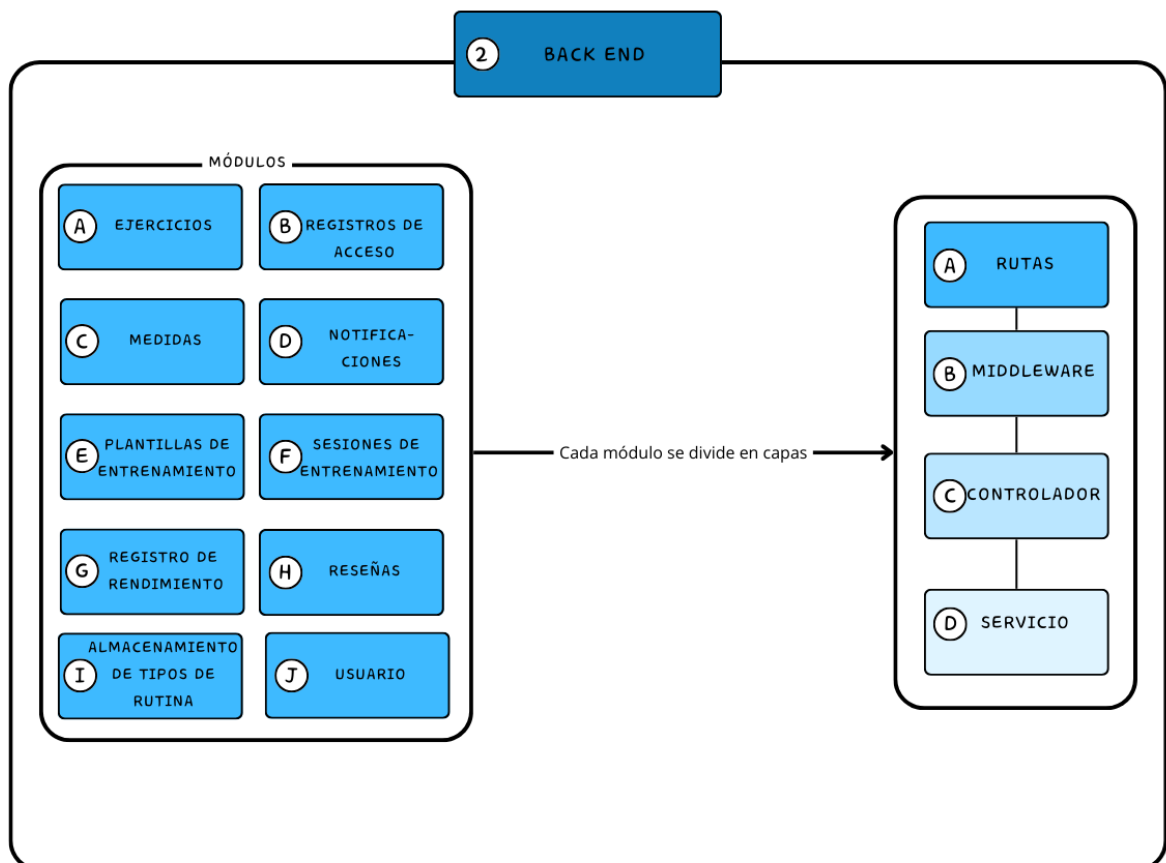 2 BACK END
MÓDULOS
A EJERCICIOS
B REGISTROS DE
ACCESO
C MEDIDAS
D NOTIFICA-
CIONES
E PLANTILLAS DE
ENTRENAMIENTO
F SESIONES DE
ENTRENAMIENTO
G REGISTRO DE
RENDIMIENTO
H RESEÑAS
I ALMACENAMIENTO
DE TIPOS DE
RUTINA
J USUARIO
Cada módulo se divide en capas
A RUTAS
B MIDDLEWARE
C CONTROLADOR
D SERVICIO